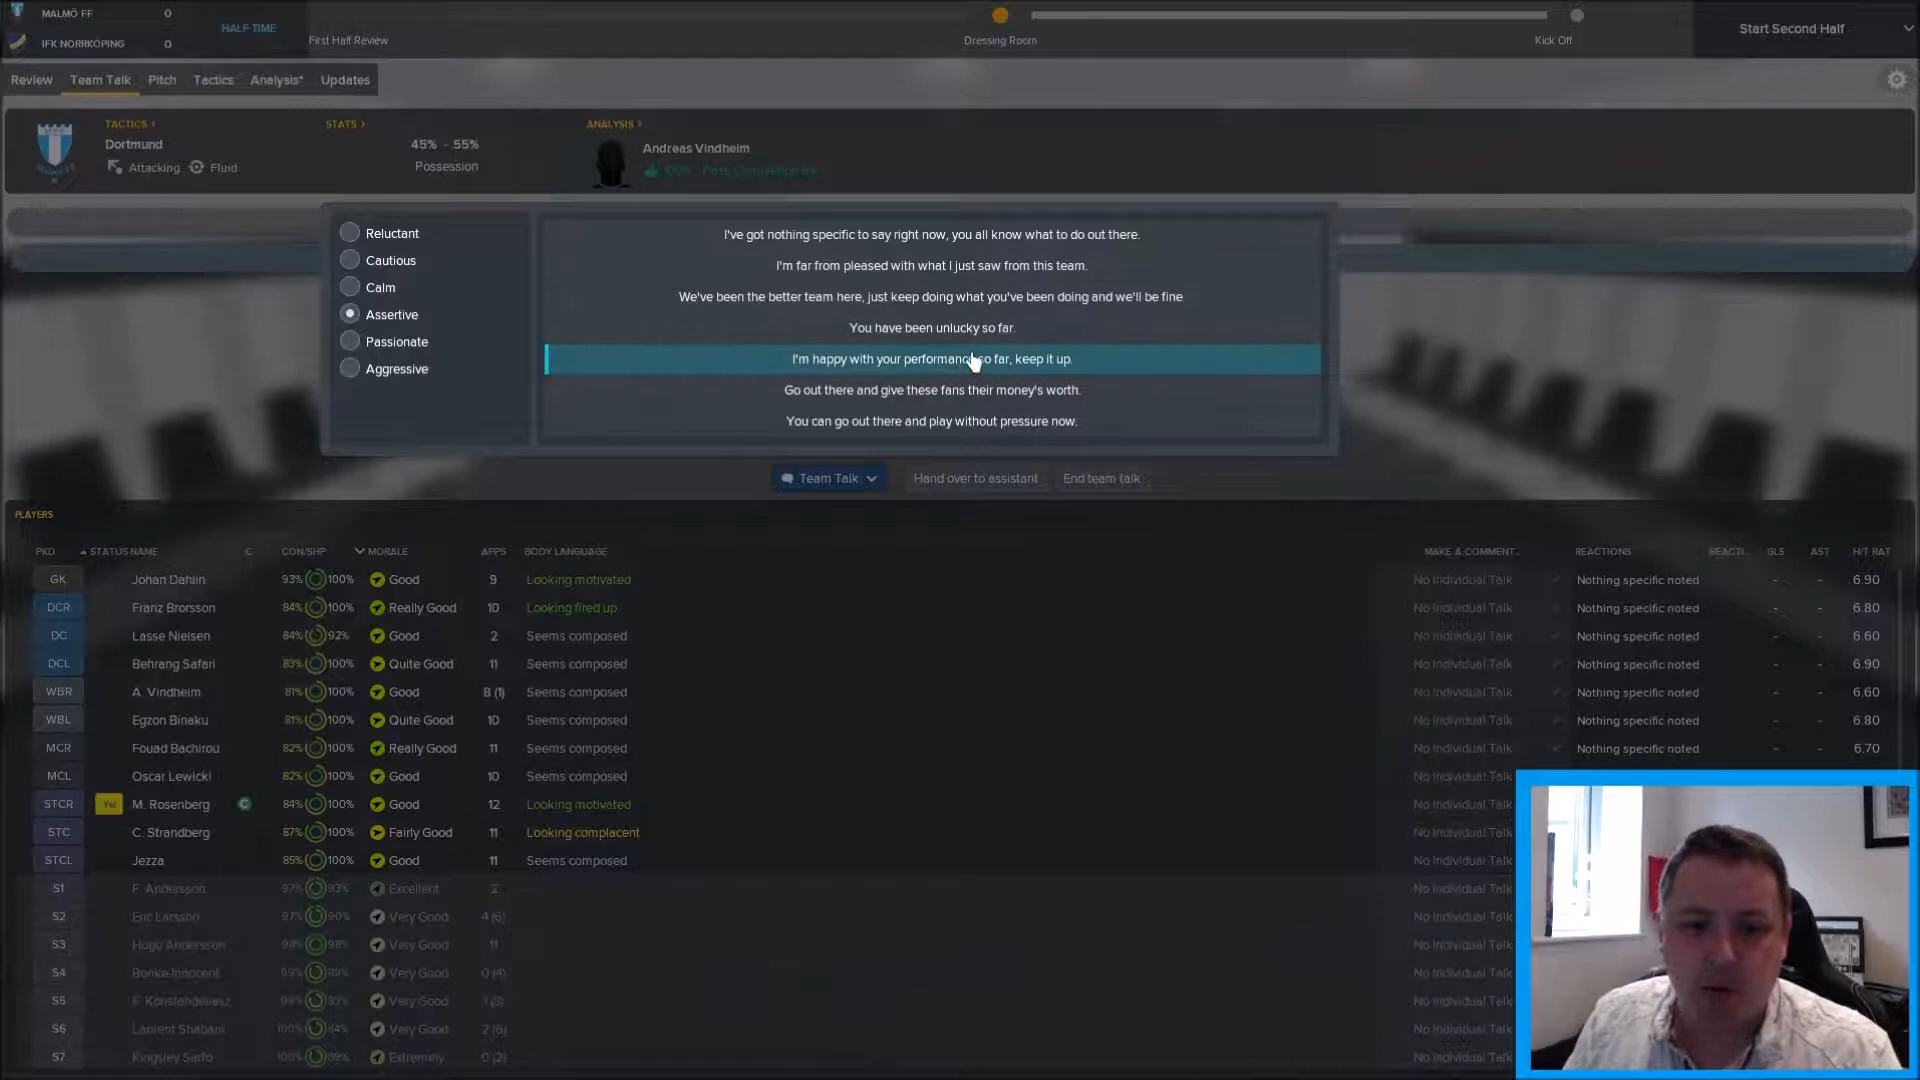 MALMÖ FF 0
IFK NORRKÖPING 0
HALF TIME
First Half Review
Dressing Room
Kick Off
Start Second Half
Review Team Talk Pitch Tactics Analysis* Updates
TACTICS >
Dortmund
Attacking Fluid
STATS >
45% - 55%
Possession
ANALYSIS >
Andreas Vindheim
100% Pass Completion
Reluctant
Cautious
Calm
Assertive
Passionate
Aggressive
I've got nothing specific to say right now, you all know what to do out there.
I'm far from pleased with what I just saw from this team.
We've been the better team here, just keep doing what you've been doing and we'll be fine
You have been unlucky so far.
I'm happy with your performance so far, keep it up.
Go out there and give these fans their money's worth.
You can go out there and play without pressure now.
Team Talk Hand over to assistant End team talk
PLAYERS
PKD STATUS NAME C CON/SHP MORALE APPS BODY LANGUAGE MAKE A COMMENT.. REACTIONS REACTI... GLS AST H/T RAT
GK Johan Dahlin 93% 100% Good 9 Looking motivated No Individual Talk Nothing specific noted - - 6.90
DCR Franz Brorsson 84% 100% Really Good 10 Looking fired up No Individual Talk Nothing specific noted - - 6.80
DC Lasse Nielsen 84% 92% Good 2 Seems composed No Individual Talk Nothing specific noted - - 6.60
DCL Behrang Safari 83% 100% Quite Good 11 Seems composed No Individual Talk Nothing specific noted - - 6.90
WBR A. Vindheim 81% 100% Good 8 (1) Seems composed No Individual Talk Nothing specific noted - - 6.60
WBL Egzon Binaku 81% 100% Quite Good 10 Seems composed No Individual Talk Nothing specific noted - - 6.80
MCR Fouad Bachirou 82% 100% Really Good 11 Seems composed No Individual Talk Nothing specific noted - - 6.70
MCL Oscar Lewicki 82% 100% Good 10 Seems composed No Individual Talk
STCR Yel M. Rosenberg C 84% 100% Good 12 Looking motivated No Individual Talk
STC C. Strandberg 87% 100% Fairly Good 11 Looking complacent No Individual Talk
STCL Jezza 85% 100% Good 11 Seems composed No Individual Talk
S1 F. Andersson 97% 93% Excellent 2 No Individual Talk
S2 Eric Larsson 97% 90% Very Good 4 (6) No Individual Talk
S3 Hugo Andersson 98% 98% Very Good 11 No Individual Talk
S4 Bonke Innocent 99% 89% Very Good 0 (4) No Individual Talk
S5 Very Good No Individual Talk
S6 Laorent Shabani 100% 84% Very Good 2 (6) No Individual Talk
S7 Kingsley Sarfo 100% 89% Extremely 0 (2) No Individual Talk